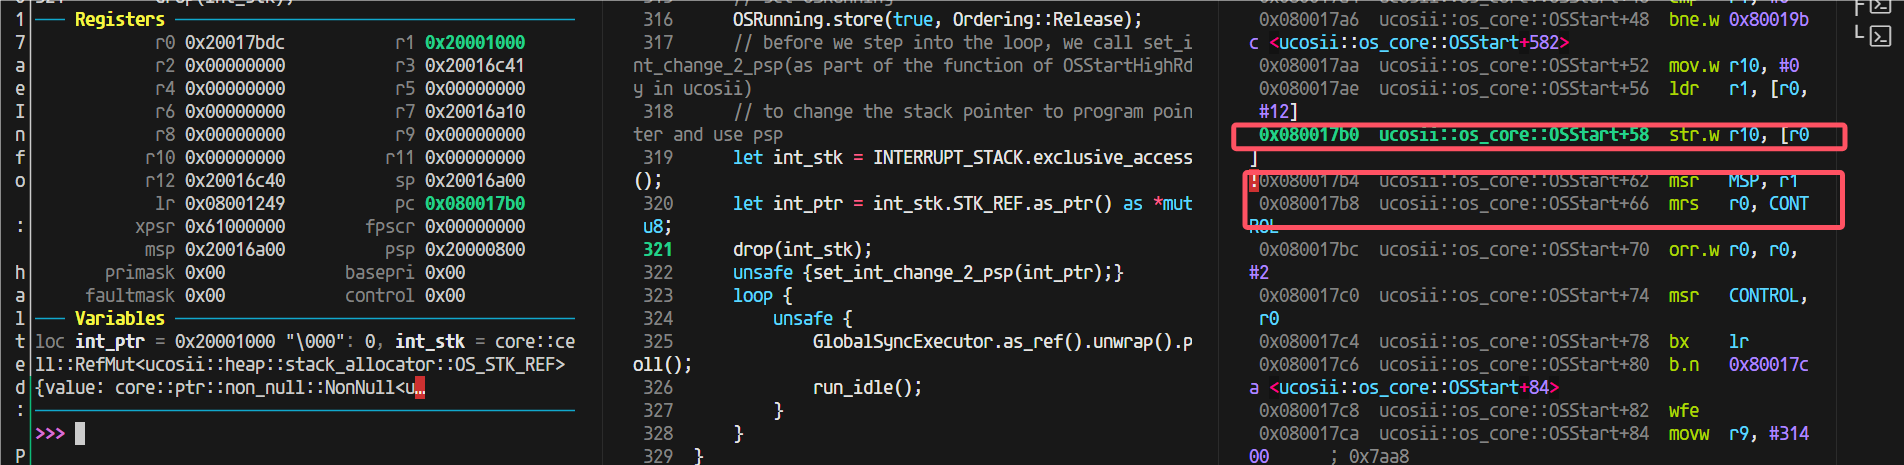 drop(int_stk);
1
7
a
e
I
n
f
o
:
h
a
l
t
e
d
:
P
Registers
r0 0x20017bdc r1 0x20001000
r2 0x00000000 r3 0x20016c41
r4 0x00000000 r5 0x00000000
r6 0x00000000 r7 0x20016a10
r8 0x00000000 r9 0x00000000
r10 0x00000000 r11 0x00000000
r12 0x20016c40 sp 0x20016a00
lr 0x08001249 pc 0x080017b0
xpsr 0x61000000 fpscr 0x00000000
msp 0x20016a00 psp 0x20000800
primask 0x00 basepri 0x00
faultmask 0x00 control 0x00
Variables
loc int_ptr = 0x20001000 "\000": 0, int_stk = core::ce
ll::RefMut<ucosii::heap::stack_allocator::OS_STK_REF>
{value: core::ptr::non_null::NonNull<u…
>>>
316 OSRunning.store(true, Ordering::Release);
317 // before we step into the loop, we call set_i
nt_change_2_psp(as part of the function of OSStartHighRd
y in ucosii)
318 // to change the stack pointer to program poin
ter and use psp
319 let int_stk = INTERRUPT_STACK.exclusive_access
();
320 let int_ptr = int_stk.STK_REF.as_ptr() as *mut
u8;
321 drop(int_stk);
322 unsafe {set_int_change_2_psp(int_ptr);}
323 loop {
324 unsafe {
325 GlobalSyncExecutor.as_ref().unwrap().p
oll();
326 run_idle();
327 }
328 }
329 }
0x080017a6 ucosii::os_core::OSStart+48 bne.w 0x80019b
c <ucosii::os_core::OSStart+582>
0x080017aa ucosii::os_core::OSStart+52 mov.w r10, #0
0x080017ae ucosii::os_core::OSStart+56 ldr r1, [r0,
#12]
0x080017b0 ucosii::os_core::OSStart+58 str.w r10, [r0
]
!0x080017b4 ucosii::os_core::OSStart+62 msr MSP, r1
0x080017b8 ucosii::os_core::OSStart+66 mrs r0, CONT
ROL
0x080017bc ucosii::os_core::OSStart+70 orr.w r0, r0,
#2
0x080017c0 ucosii::os_core::OSStart+74 msr CONTROL,
r0
0x080017c4 ucosii::os_core::OSStart+78 bx lr
0x080017c6 ucosii::os_core::OSStart+80 b.n 0x80017c
a <ucosii::os_core::OSStart+84>
0x080017c8 ucosii::os_core::OSStart+82 wfe
0x080017ca ucosii::os_core::OSStart+84 movw r9, #314
00 ; 0x7aa8